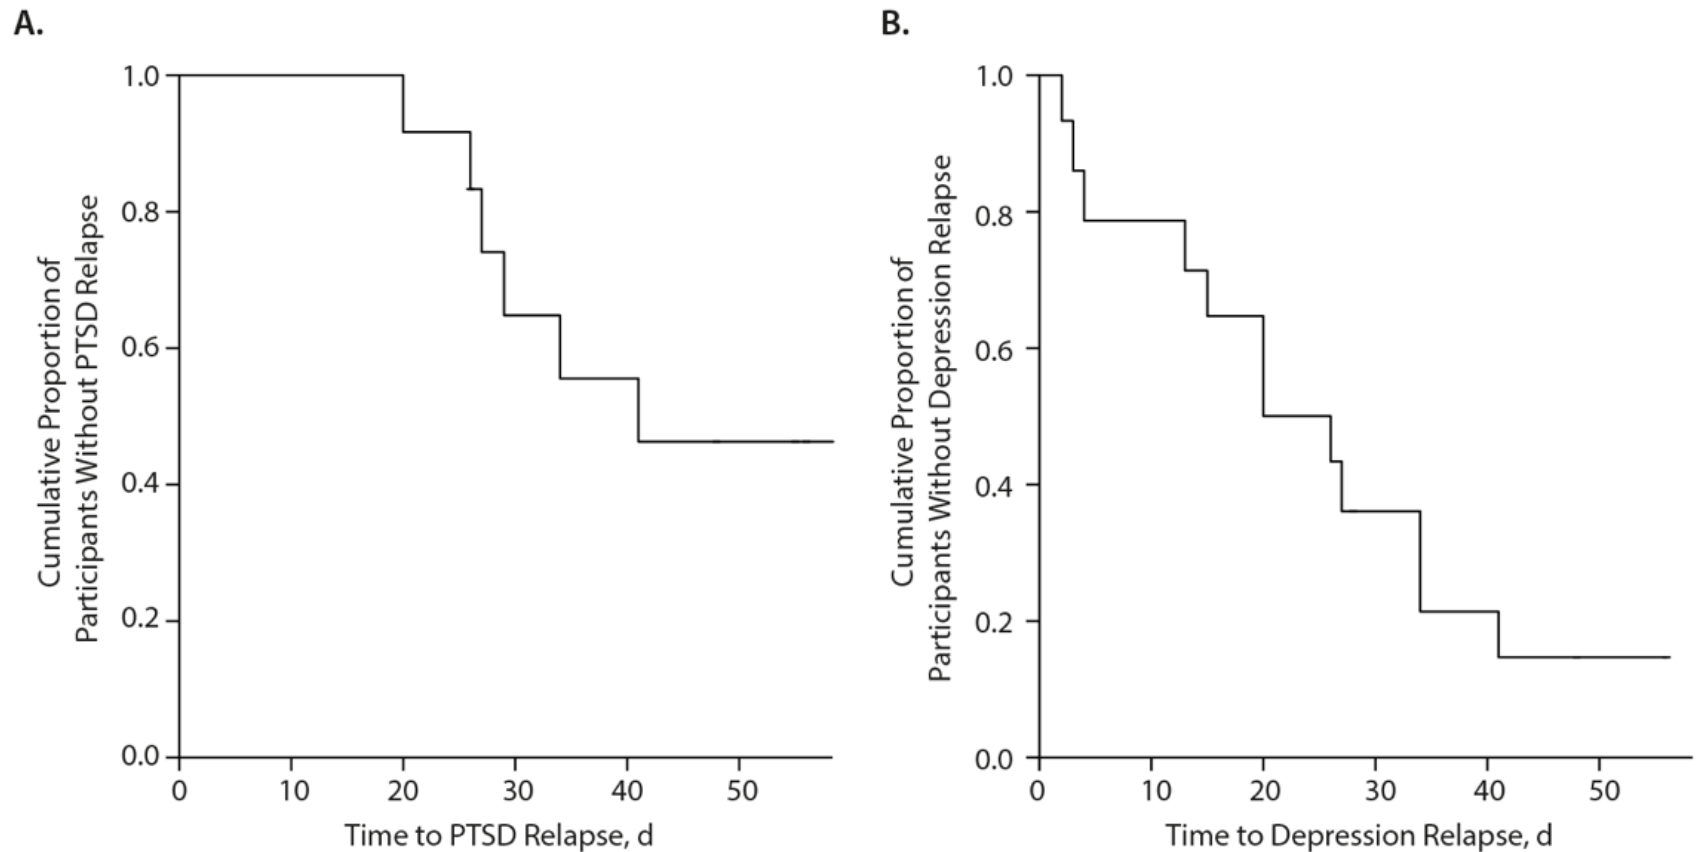 A.
1.0
0.8
0.6
0.4
0.2
0.0
Cumulative Proportion of
Participants Without PTSD Relapse
0 10 20 30 40 50
Time to PTSD Relapse, d
B.
1.0
0.8
0.6
0.4
0.2
0.0
Cumulative Proportion of
Participants Without Depression Relapse
0 10 20 30 40 50
Time to Depression Relapse, d